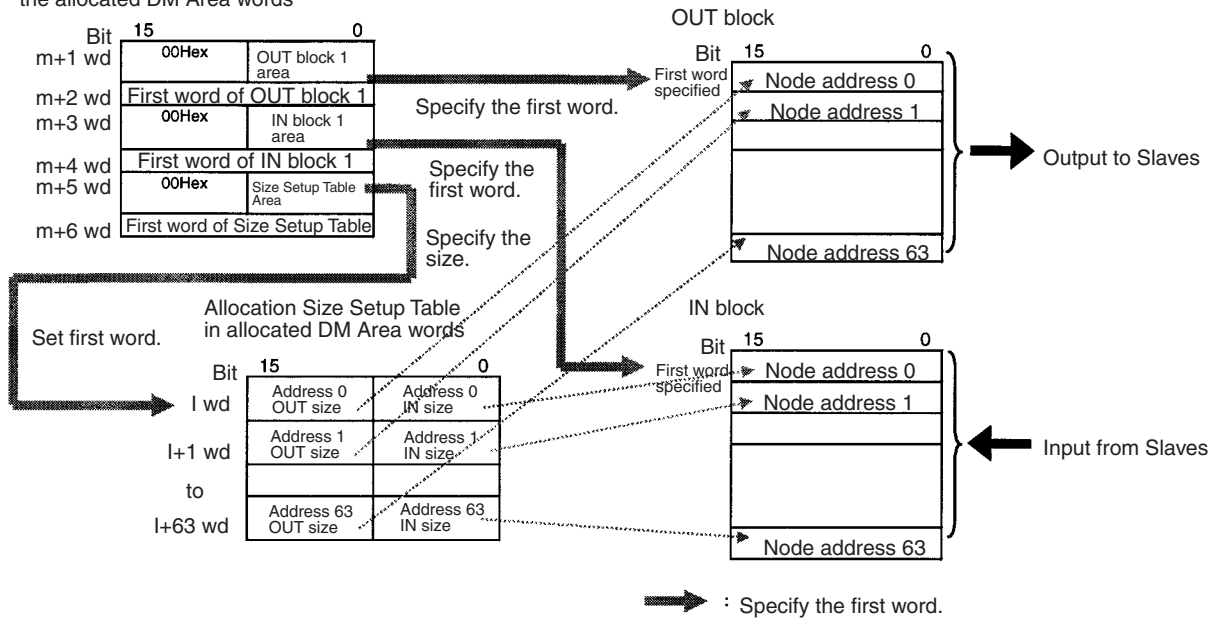 the allocated DM Area words
Bit 15 0
m+1 wd 00Hex OUT block 1
area
m+2 wd First word of OUT block 1
m+3 wd 00Hex IN block 1
area
m+4 wd First word of IN block 1
m+5 wd 00Hex Size Setup Table
Area
m+6 wd First word of Size Setup Table
Specify the first word.
Specify the
first word.
Specify the
size.
Set first word.
Allocation Size Setup Table
in allocated DM Area words
Bit 15 0
I wd Address 0
OUT size Address 0
IN size
I+1 wd Address 1
OUT size Address 1
IN size
to
I+63 wd Address 63
OUT size Address 63
IN size
OUT block
Bit 15 0
First word
specified
Node address 0
Node address 1
Node address 63
Output to Slaves
IN block
Bit 15 0
First word
specified
Node address 0
Node address 1
Node address 63
Input from Slaves
: Specify the first word.